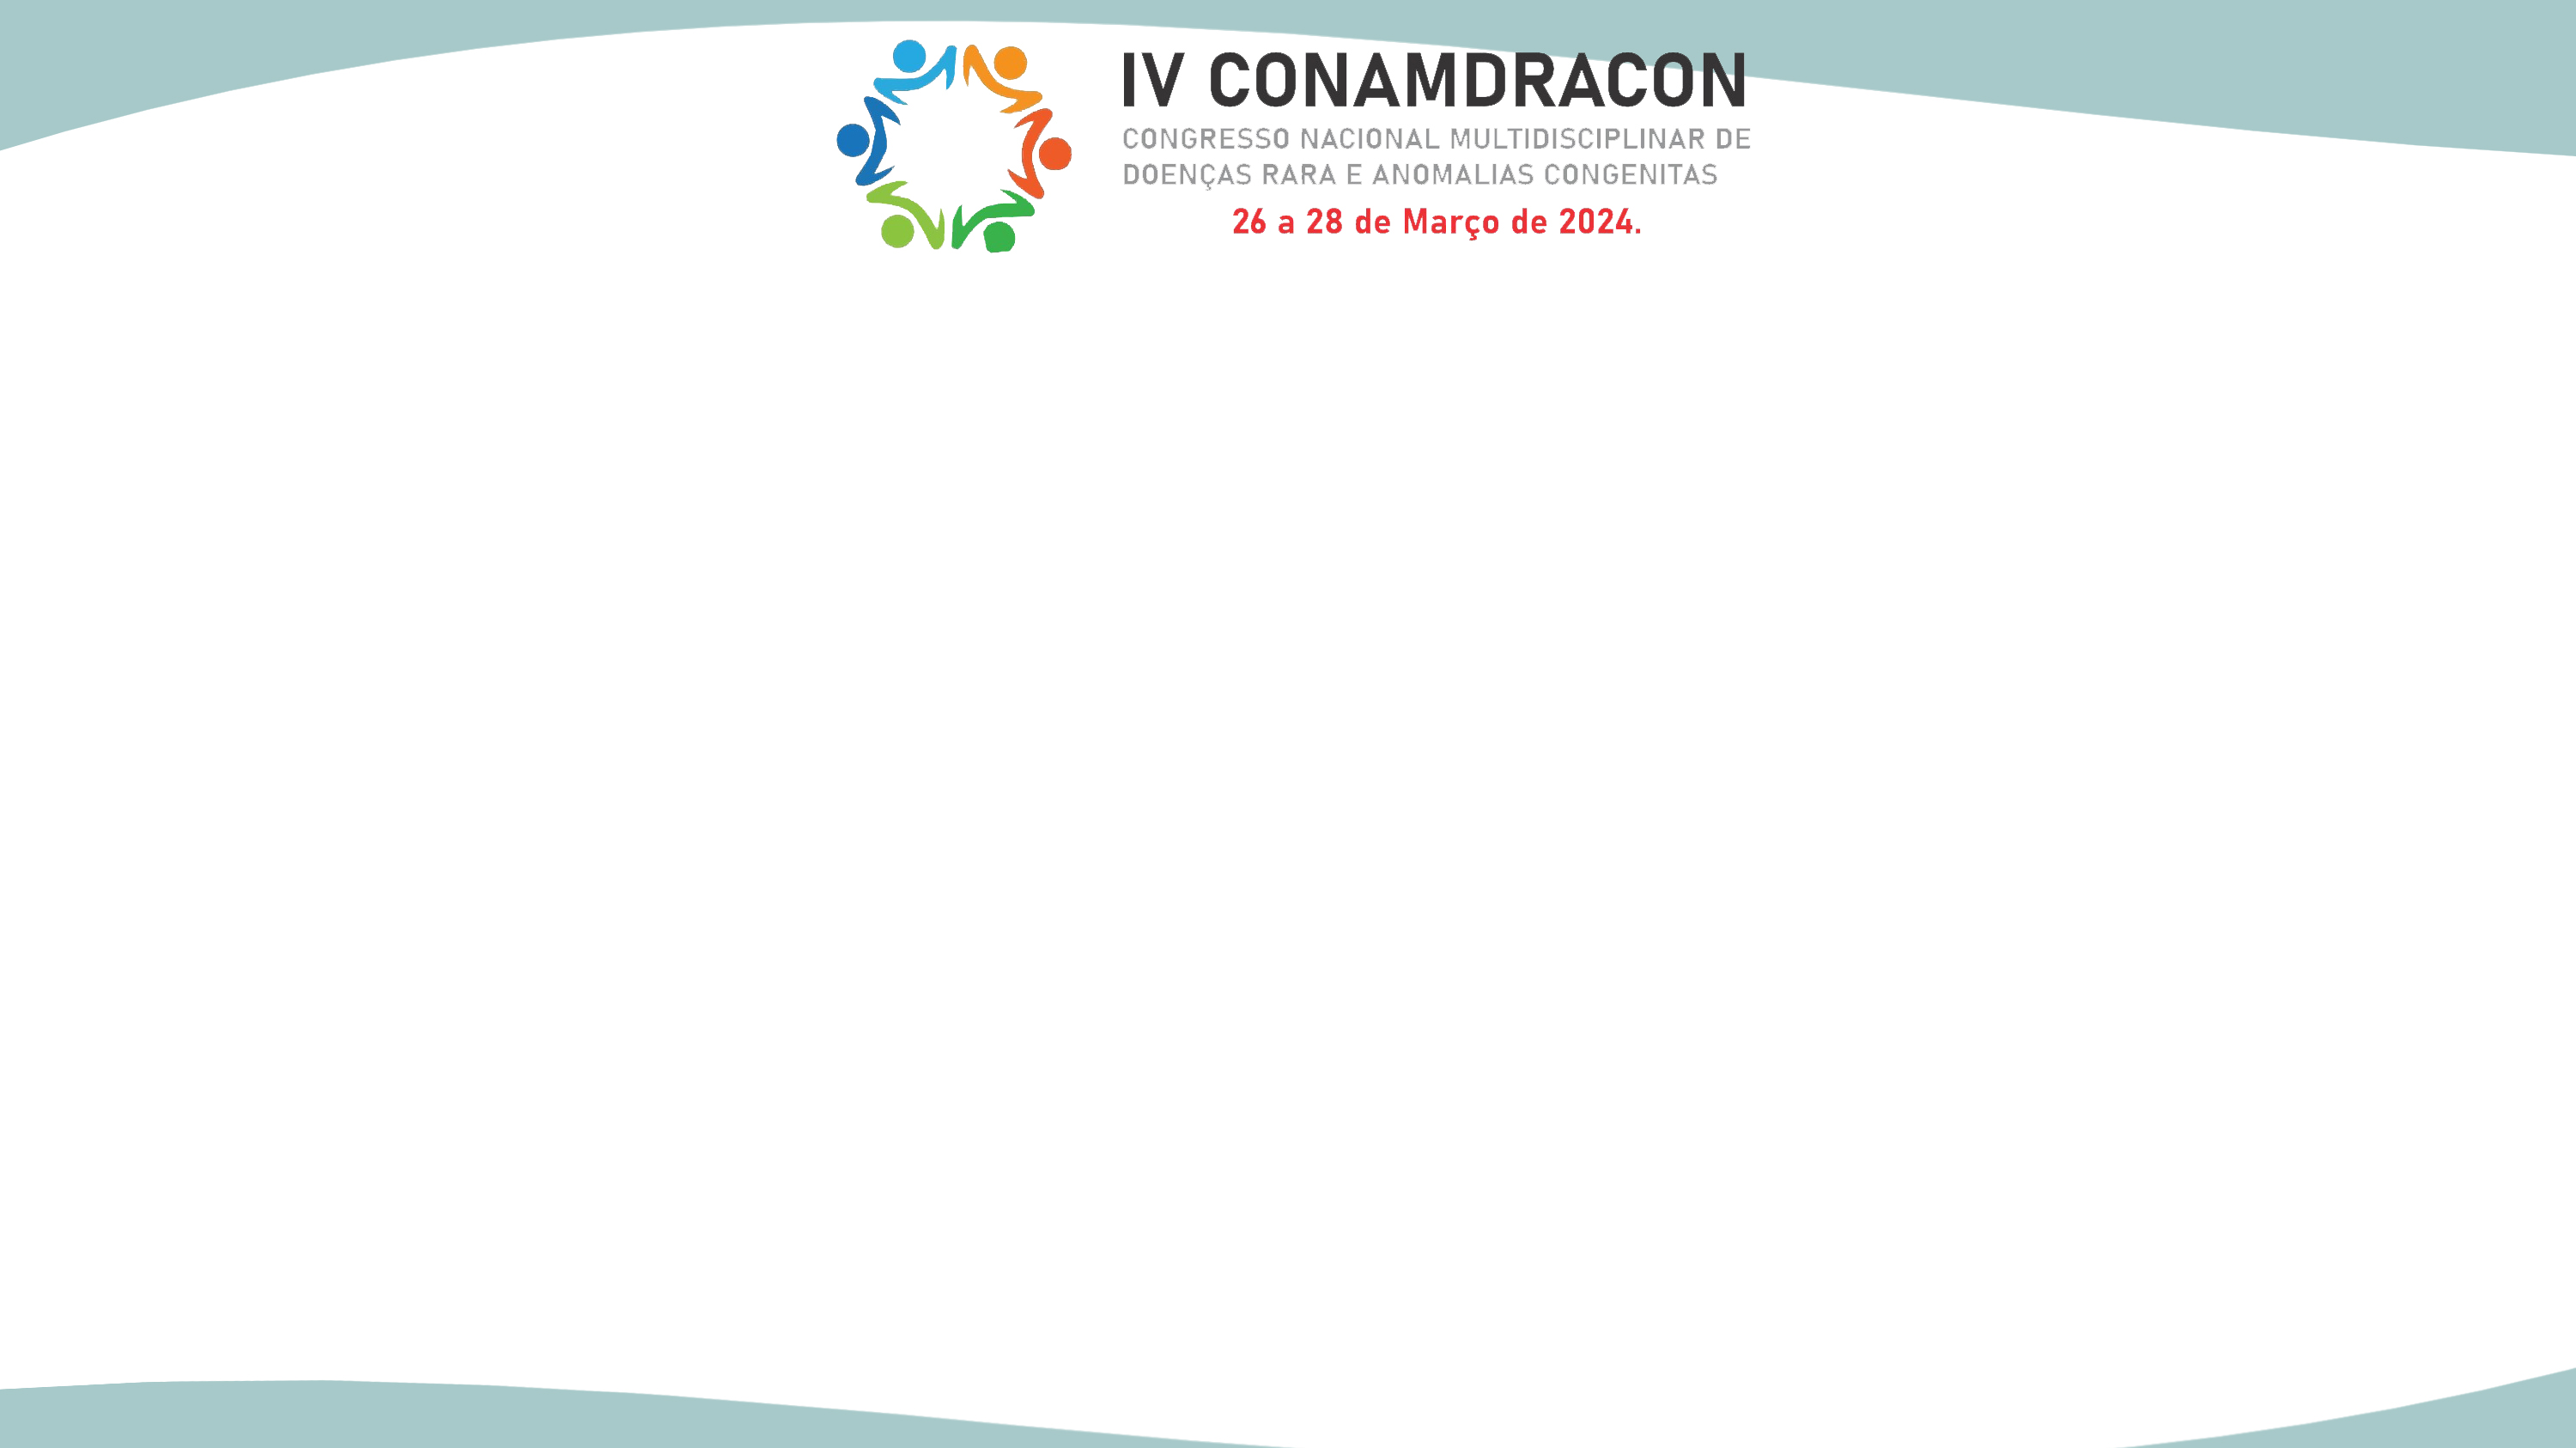 IV CONAMDRACON
CONGRESSO NACIONAL MULTIDISCIPLINAR DE
DOENÇAS RARA E ANOMALIAS CONGENITAS
26 a 28 de Março de 2024.